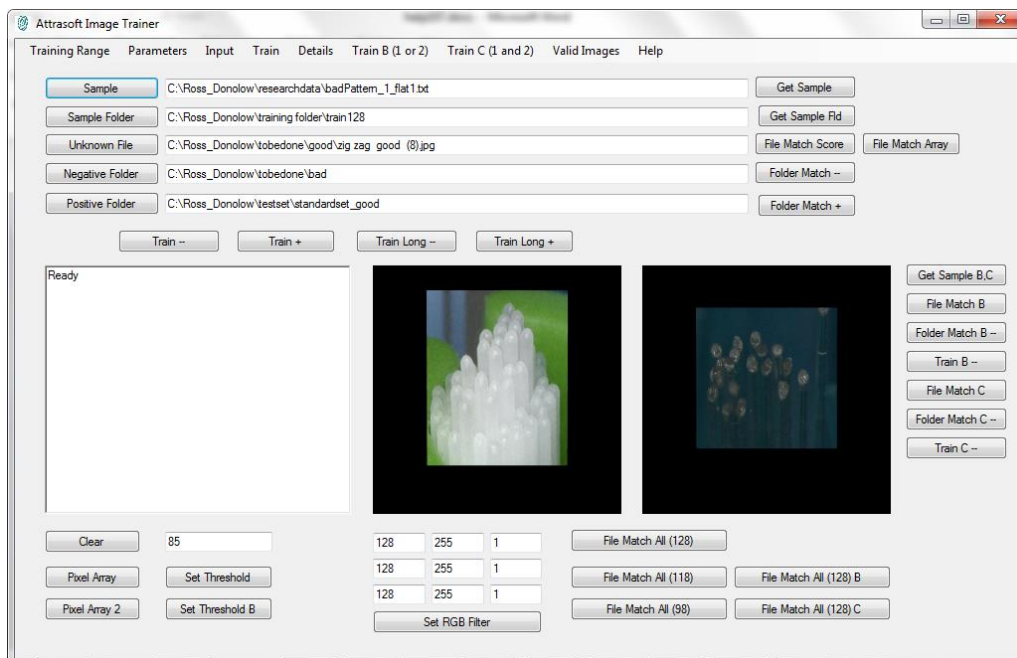 help107.docx - Microsoft Word
Attrasoft Image Trainer
Training Range Parameters Input Train Details Train B (1 or 2) Train C (1 and 2) Valid Images Help
Sample C:\Ross_Donolow\researchdata\badPattern_1_flat1.txt Get Sample
Sample Folder C:\Ross_Donolow\training folder\train128 Get Sample Fld
Unknown File C:\Ross_Donolow\tobedone\good\zig zag good (8).jpg File Match Score File Match Array
Negative Folder C:\Ross_Donolow\tobedone\bad Folder Match --
Positive Folder C:\Ross_Donolow\testset\standardset_good Folder Match +
Train -- Train + Train Long -- Train Long +
Ready
Get Sample B,C
File Match B
Folder Match B --
Train B --
File Match C
Folder Match C --
Train C --
Clear 85 128 255 1 File Match All (128)
Pixel Array Set Threshold 128 255 1 File Match All (118) File Match All (128) B
Pixel Array 2 Set Threshold B 128 255 1 File Match All (98) File Match All (128) C
Set RGB Filter